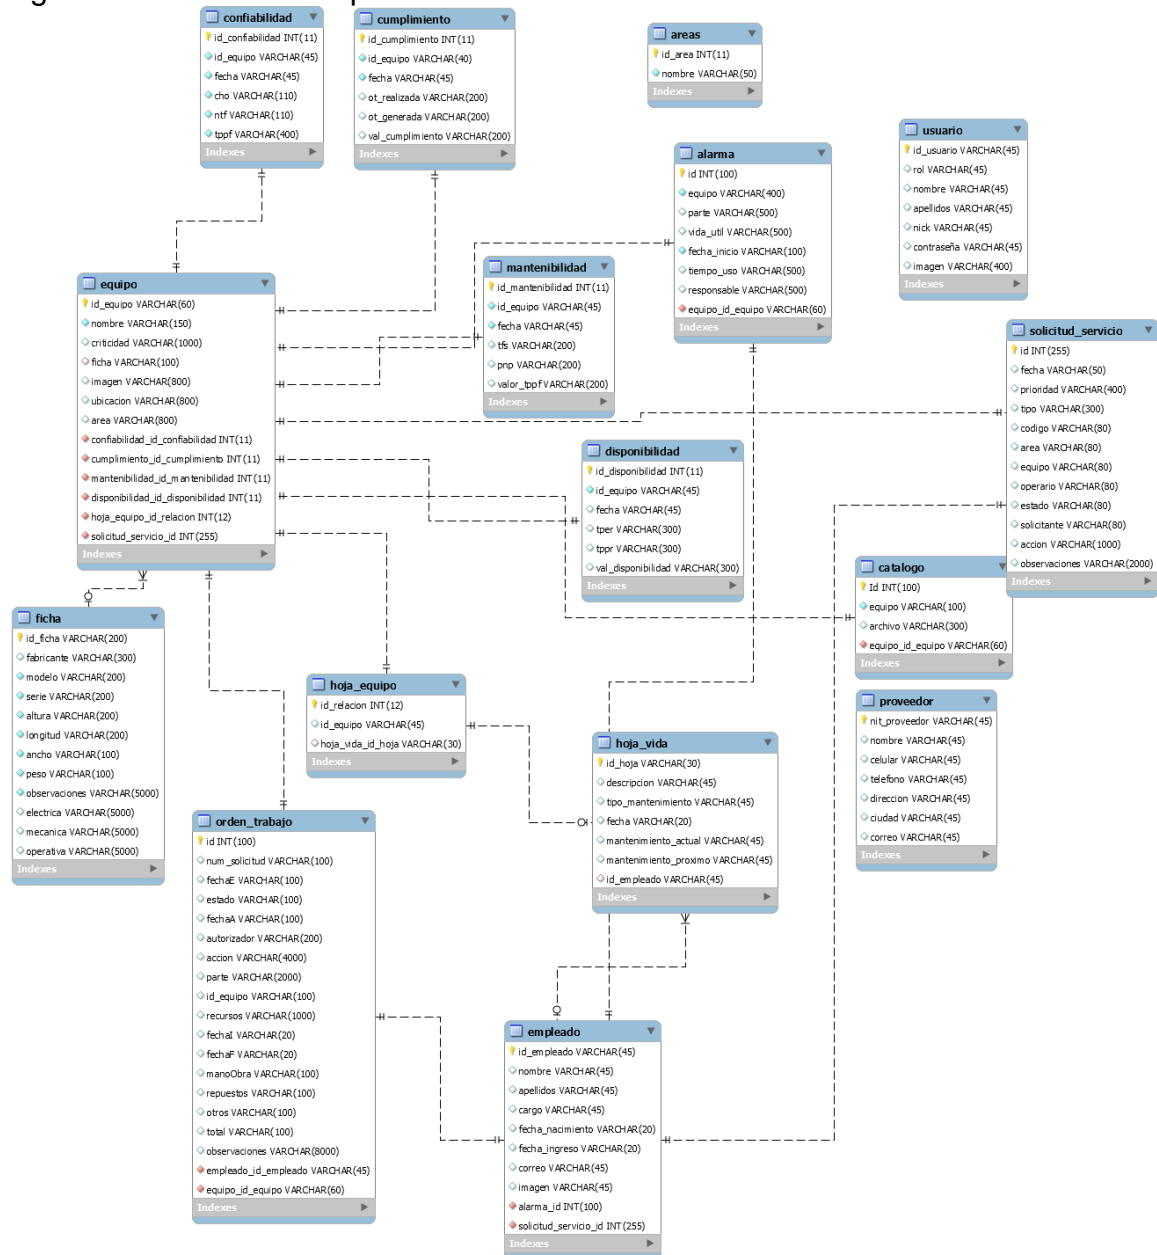 confiabilidad
id_confiabilidad INT(11)
id_equipo VARCHAR(45)
fecha VARCHAR(45)
cho VARCHAR(110)
ntf VARCHAR(110)
tppf VARCHAR(400)
Indexes
cumplimiento
id_cumplimiento INT(11)
id_equipo VARCHAR(40)
fecha VARCHAR(45)
ot_realizada VARCHAR(200)
ot_generada VARCHAR(200)
val_cumplimiento VARCHAR(200)
Indexes
areas
id_area INT(11)
nombre VARCHAR(50)
Indexes
usuario
id_usuario VARCHAR(45)
rol VARCHAR(45)
nombre VARCHAR(45)
apellidos VARCHAR(45)
nick VARCHAR(45)
contraseña VARCHAR(45)
imagen VARCHAR(400)
Indexes
alarma
id INT(100)
equipo VARCHAR(400)
parte VARCHAR(500)
vida_util VARCHAR(500)
fecha_inicio VARCHAR(100)
tiempo_uso VARCHAR(500)
responsable VARCHAR(500)
equipo_id_equipo VARCHAR(60)
Indexes
mantenibilidad
id_mantenibilidad INT(11)
id_equipo VARCHAR(45)
fecha VARCHAR(45)
tfs VARCHAR(200)
pnp VARCHAR(200)
valor_tppf VARCHAR(200)
Indexes
equipo
id_equipo VARCHAR(60)
nombre VARCHAR(150)
criticidad VARCHAR(1000)
ficha VARCHAR(100)
imagen VARCHAR(800)
ubicacion VARCHAR(800)
área VARCHAR(800)
confiabilidad_id_confiabilidad INT(11)
cumplimiento_id_cumplimiento INT(11)
mantenibilidad_id_mantenibilidad INT(11)
disponibilidad_id_disponibilidad INT(11)
hoja_equipo_id_relacion INT(12)
solicitud_servicio_id INT(255)
Indexes
solicitud_servicio
id INT(255)
fecha VARCHAR(50)
prioridad VARCHAR(400)
tipo VARCHAR(300)
codigo VARCHAR(80)
area VARCHAR(80)
equipo VARCHAR(80)
operario VARCHAR(80)
estado VARCHAR(80)
solicitante VARCHAR(80)
accion VARCHAR(1000)
observaciones VARCHAR(2000)
Indexes
disponibilidad
id_disponibilidad INT(11)
id_equipo VARCHAR(45)
fecha VARCHAR(45)
tper VARCHAR(300)
tppr VARCHAR(300)
val_disponibilidad VARCHAR(300)
Indexes
catalogo
Id INT(100)
equipo VARCHAR(100)
archivo VARCHAR(300)
equipo_id_equipo VARCHAR(60)
Indexes
ficha
id_ficha VARCHAR(200)
fabricante VARCHAR(300)
modelo VARCHAR(200)
serie VARCHAR(200)
altura VARCHAR(200)
longitud VARCHAR(200)
ancho VARCHAR(100)
peso VARCHAR(100)
observaciones VARCHAR(5000)
electrica VARCHAR(5000)
mecanica VARCHAR(5000)
operativa VARCHAR(5000)
Indexes
hoja_equipo
id_relacion INT(12)
id_equipo VARCHAR(45)
hoja_vida_id_hoja VARCHAR(30)
Indexes
proveedor
nit_proveedor VARCHAR(45)
nombre VARCHAR(45)
celular VARCHAR(45)
telefono VARCHAR(45)
direccion VARCHAR(45)
ciudad VARCHAR(45)
correo VARCHAR(45)
Indexes
hoja_vida
id_hoja VARCHAR(30)
descripcion VARCHAR(45)
tipo_mantenimiento VARCHAR(45)
fecha VARCHAR(20)
mantenimiento_actual VARCHAR(45)
mantenimiento_proximo VARCHAR(45)
id_empleado VARCHAR(45)
Indexes
orden_trabajo
id INT(100)
num_solicitud VARCHAR(100)
fechaE VARCHAR(100)
estado VARCHAR(100)
fechaA VARCHAR(100)
autorizador VARCHAR(200)
accion VARCHAR(4000)
parte VARCHAR(2000)
id_equipo VARCHAR(100)
recursos VARCHAR(1000)
fechaI VARCHAR(20)
fechaF VARCHAR(20)
manoObra VARCHAR(100)
repuestos VARCHAR(100)
otros VARCHAR(100)
total VARCHAR(100)
observaciones VARCHAR(8000)
empleado_id_empleado VARCHAR(45)
equipo_id_equipo VARCHAR(60)
Indexes
empleado
id_empleado VARCHAR(45)
nombre VARCHAR(45)
apellidos VARCHAR(45)
cargo VARCHAR(45)
fecha_nacimiento VARCHAR(20)
fecha_ingreso VARCHAR(20)
correo VARCHAR(45)
imagen VARCHAR(45)
alarma_id INT(100)
solicitud_servicio_id INT(255)
Indexes